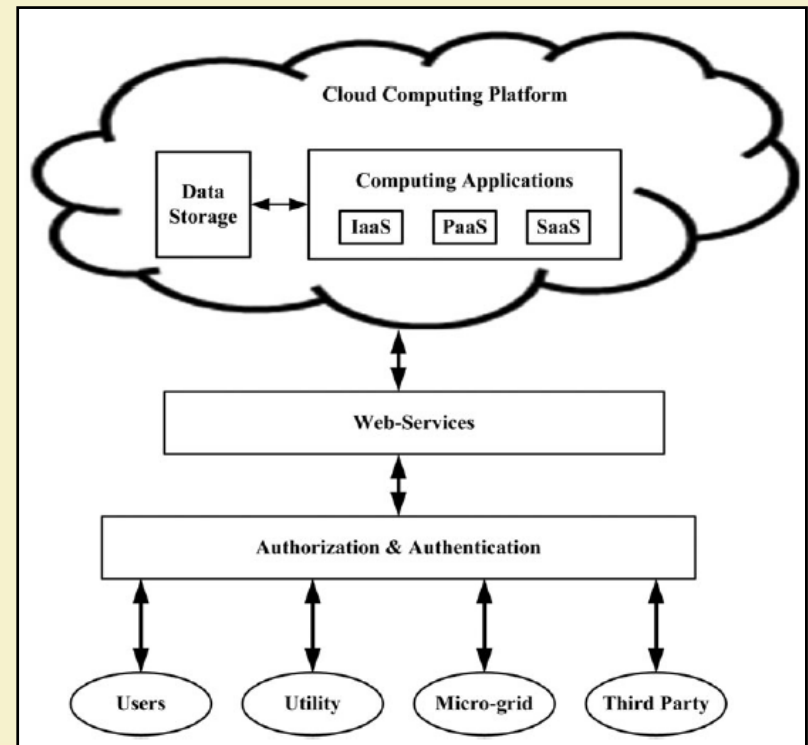 Cloud Computing Platform
Data
Storage
Computing Applications
IaaS PaaS SaaS
Web-Services
Authorization & Authentication
Users Utility Micro-grid Third Party